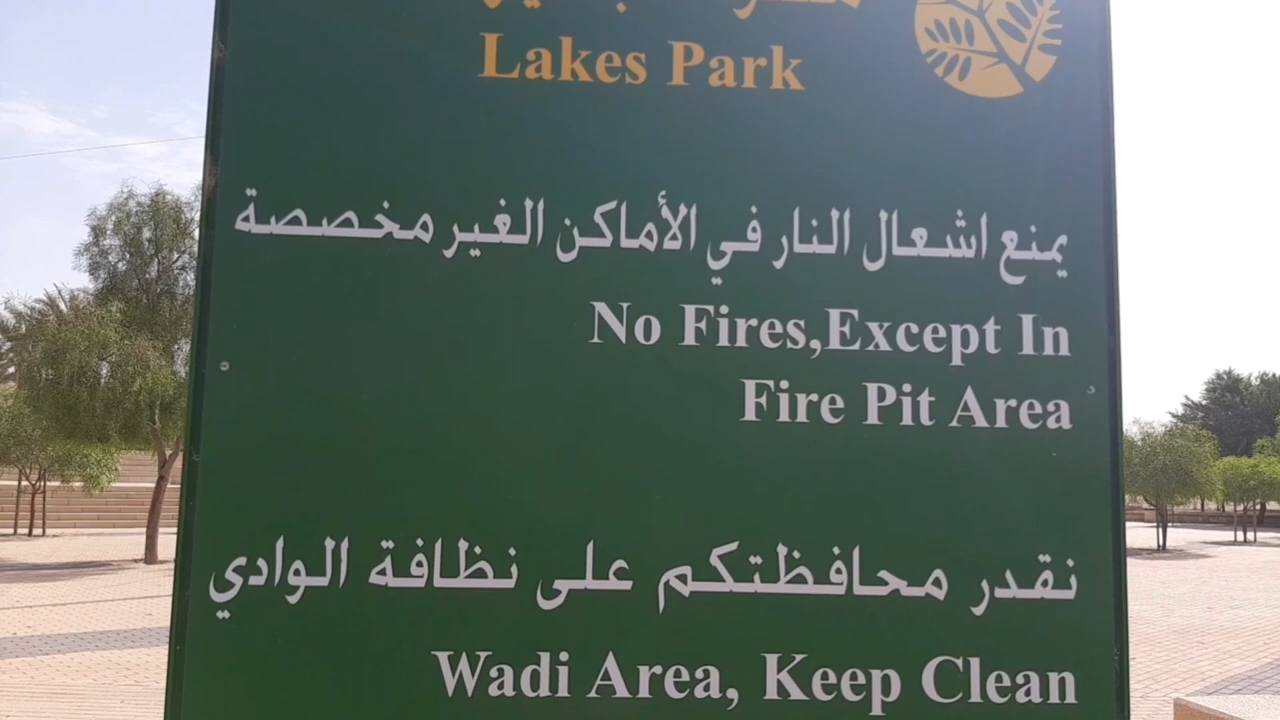 Lakes Park
يمنع اشعال النار في الأماكن الغير مخصصة
No Fires,Except In
Fire Pit Area
نقدر محافظتكم على نظافة الوادي
Wadi Area, Keep Clean